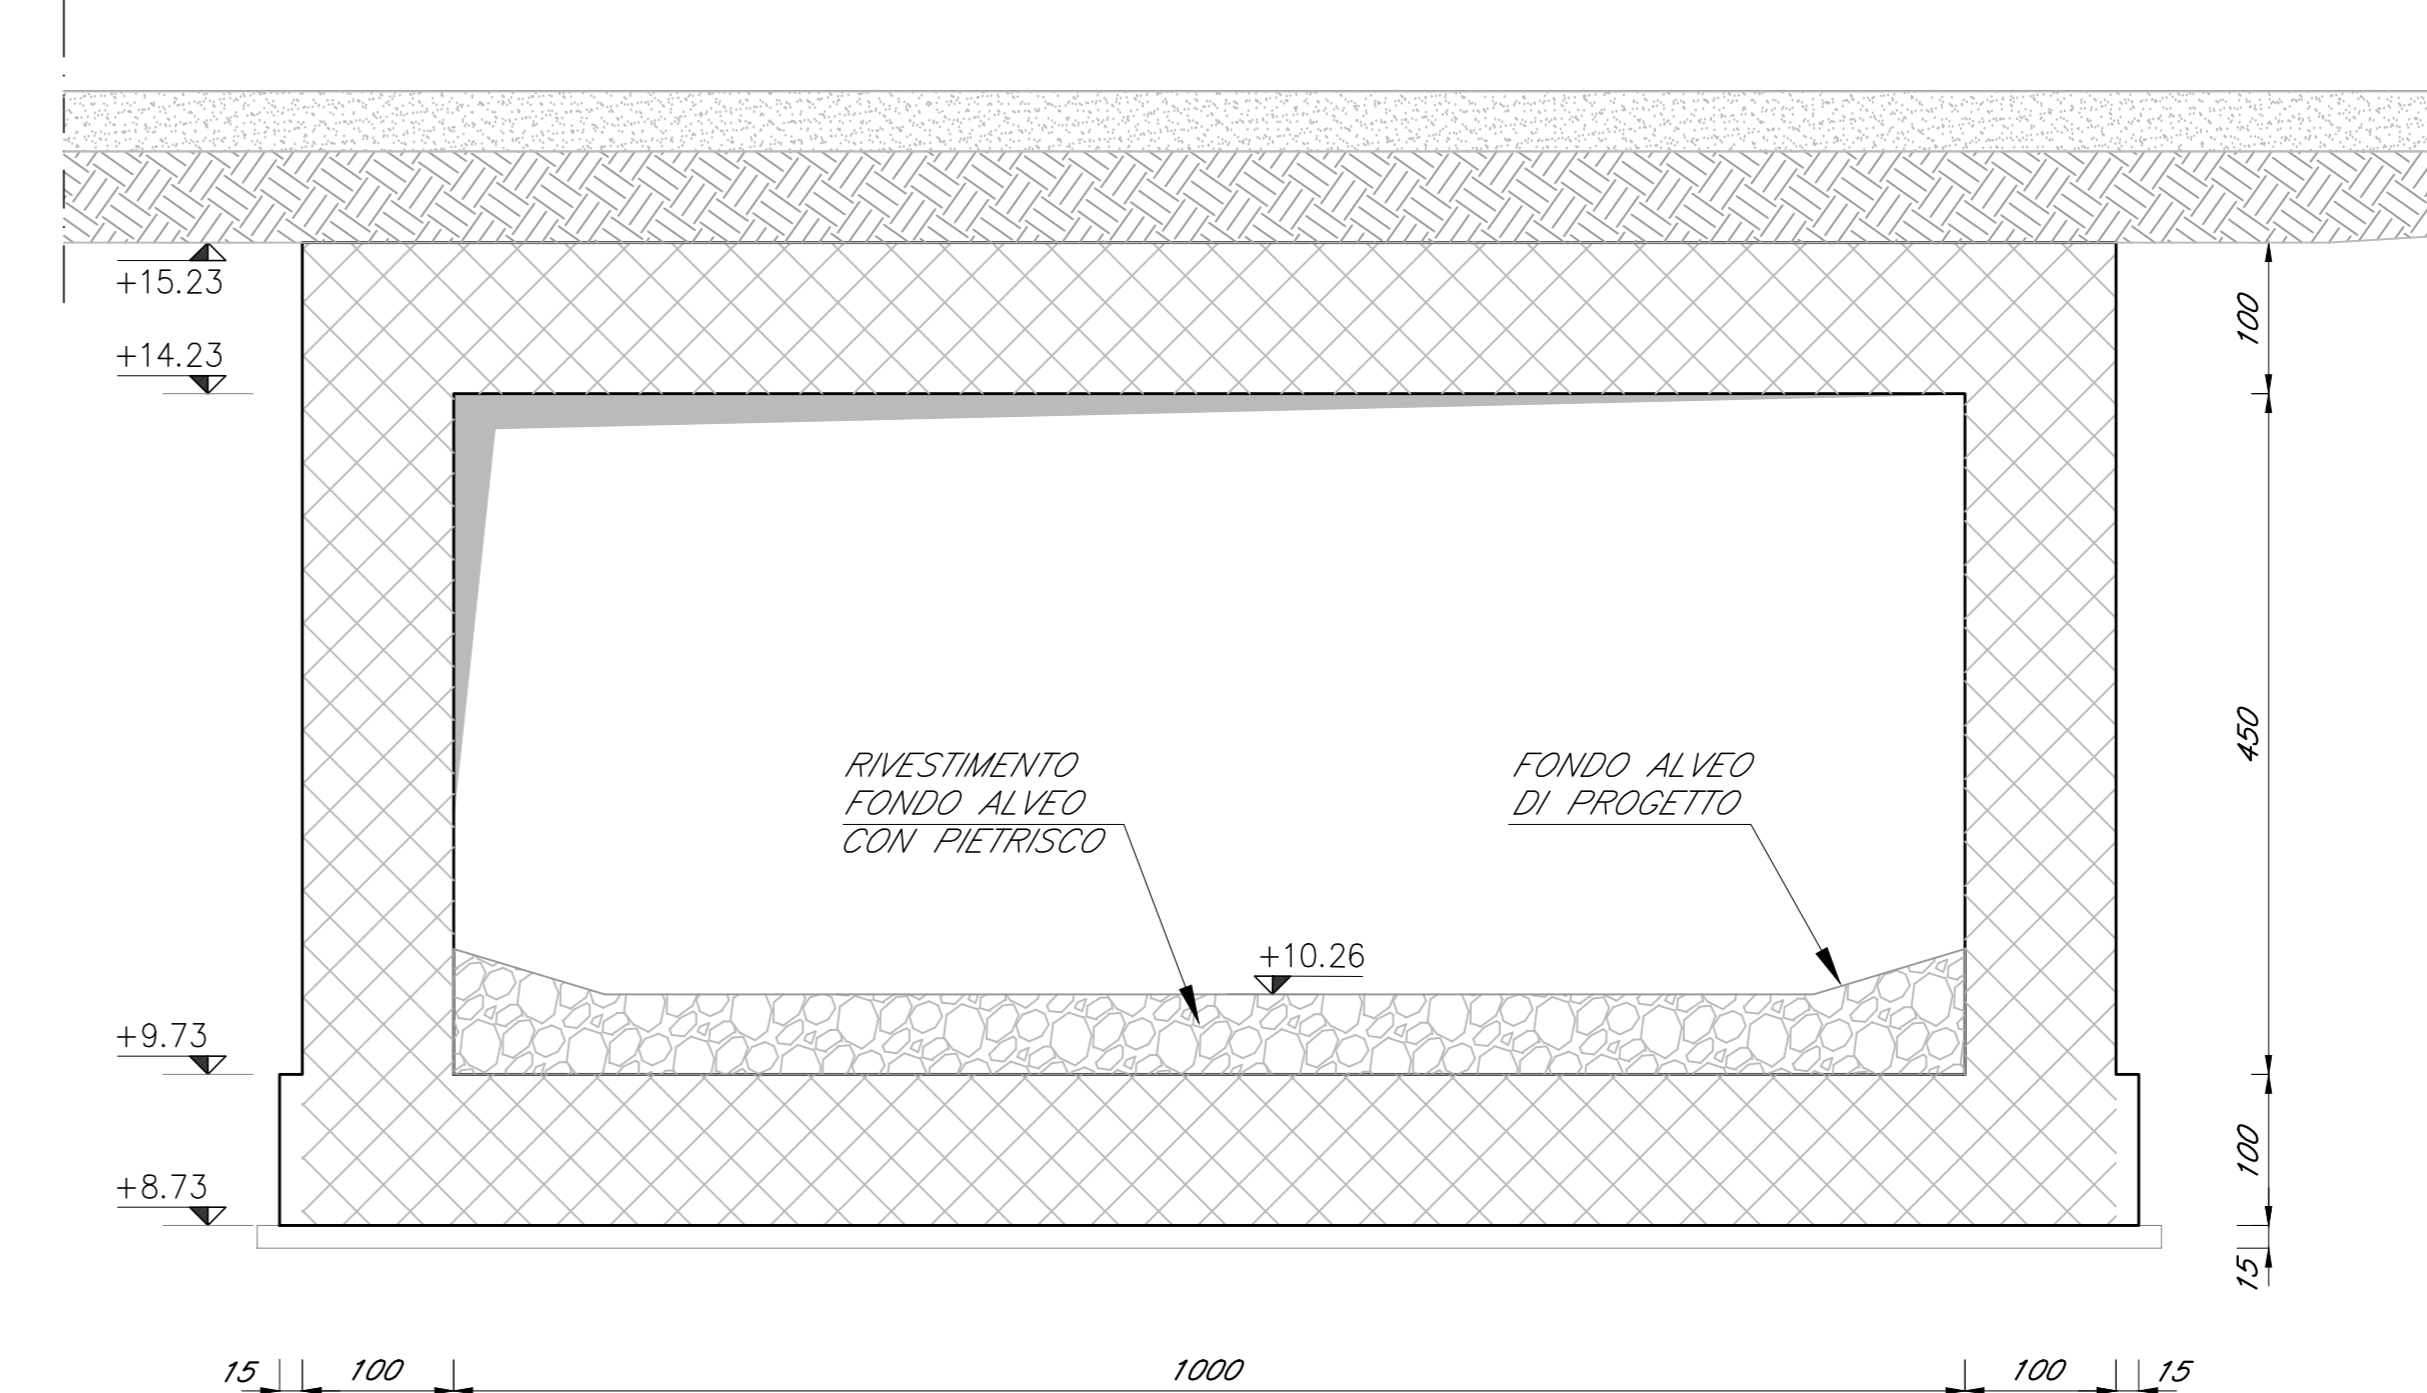 +15.23
100
+14.23
450
RIVESTIMENTO
FONDO ALVEO
CON PIETRISCO
FONDO ALVEO
DI PROGETTO
+10.26
+9.73
100
+8.73
15
15
100
1000
100
15